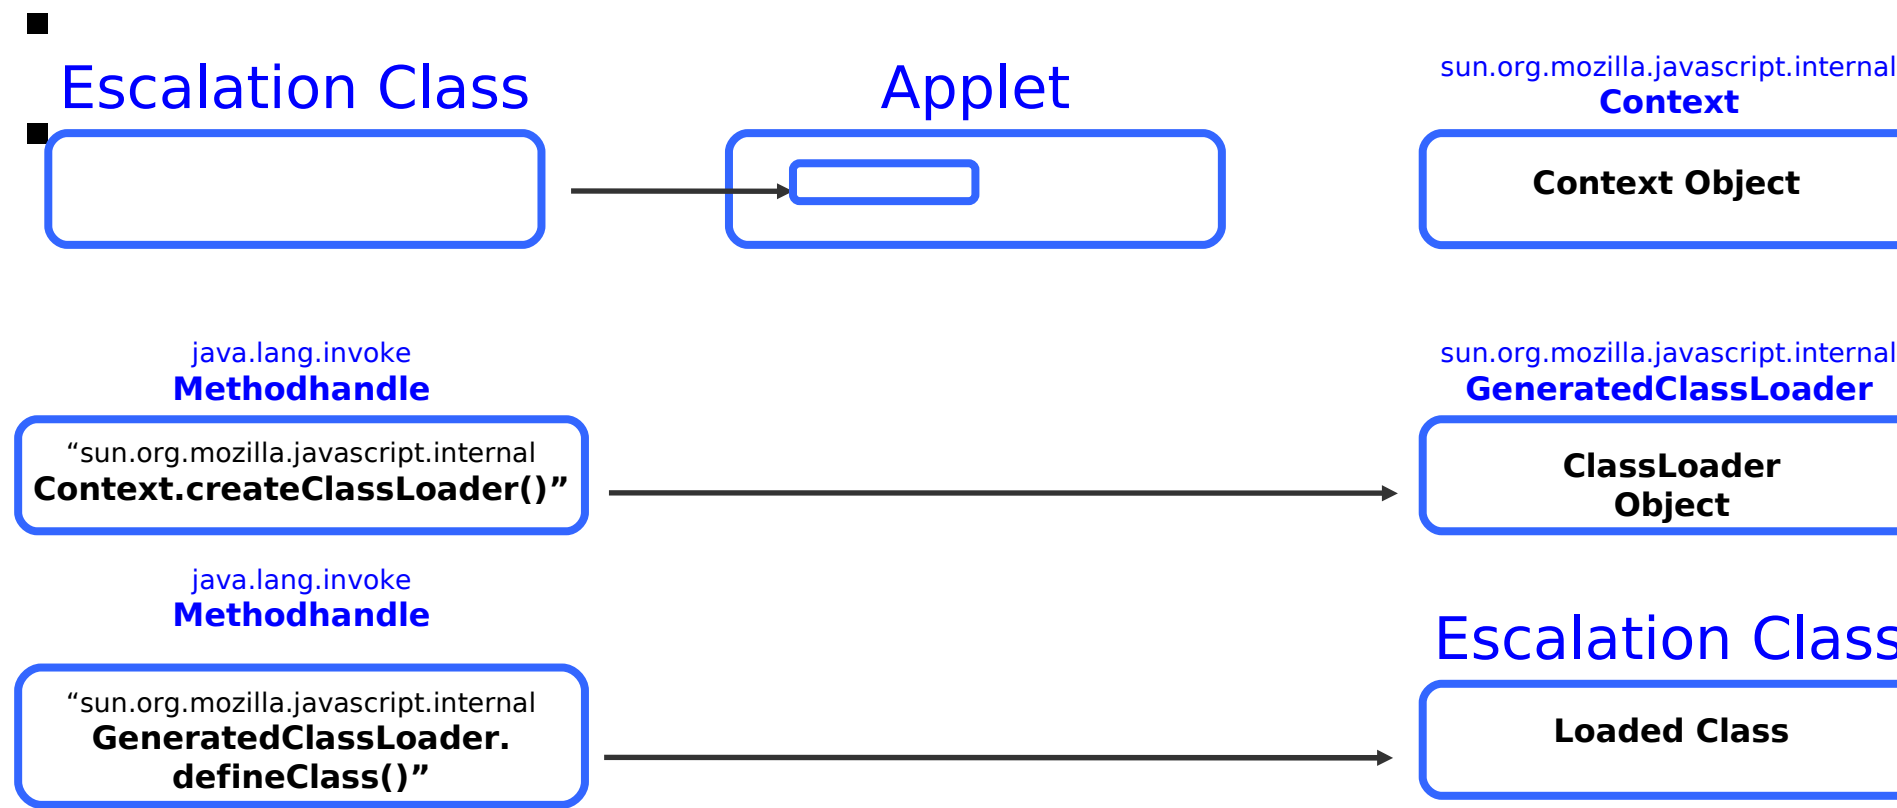 Escalation Class
Applet
sun.org.mozilla.javascript.internal
Context
Context Object
java.lang.invoke
Methodhandle
“sun.org.mozilla.javascript.internal
Context.createClassLoader()”
sun.org.mozilla.javascript.internal
GeneratedClassLoader
ClassLoader
Object
java.lang.invoke
Methodhandle
“sun.org.mozilla.javascript.internal
GeneratedClassLoader.
defineClass()”
Escalation Class
Loaded Class